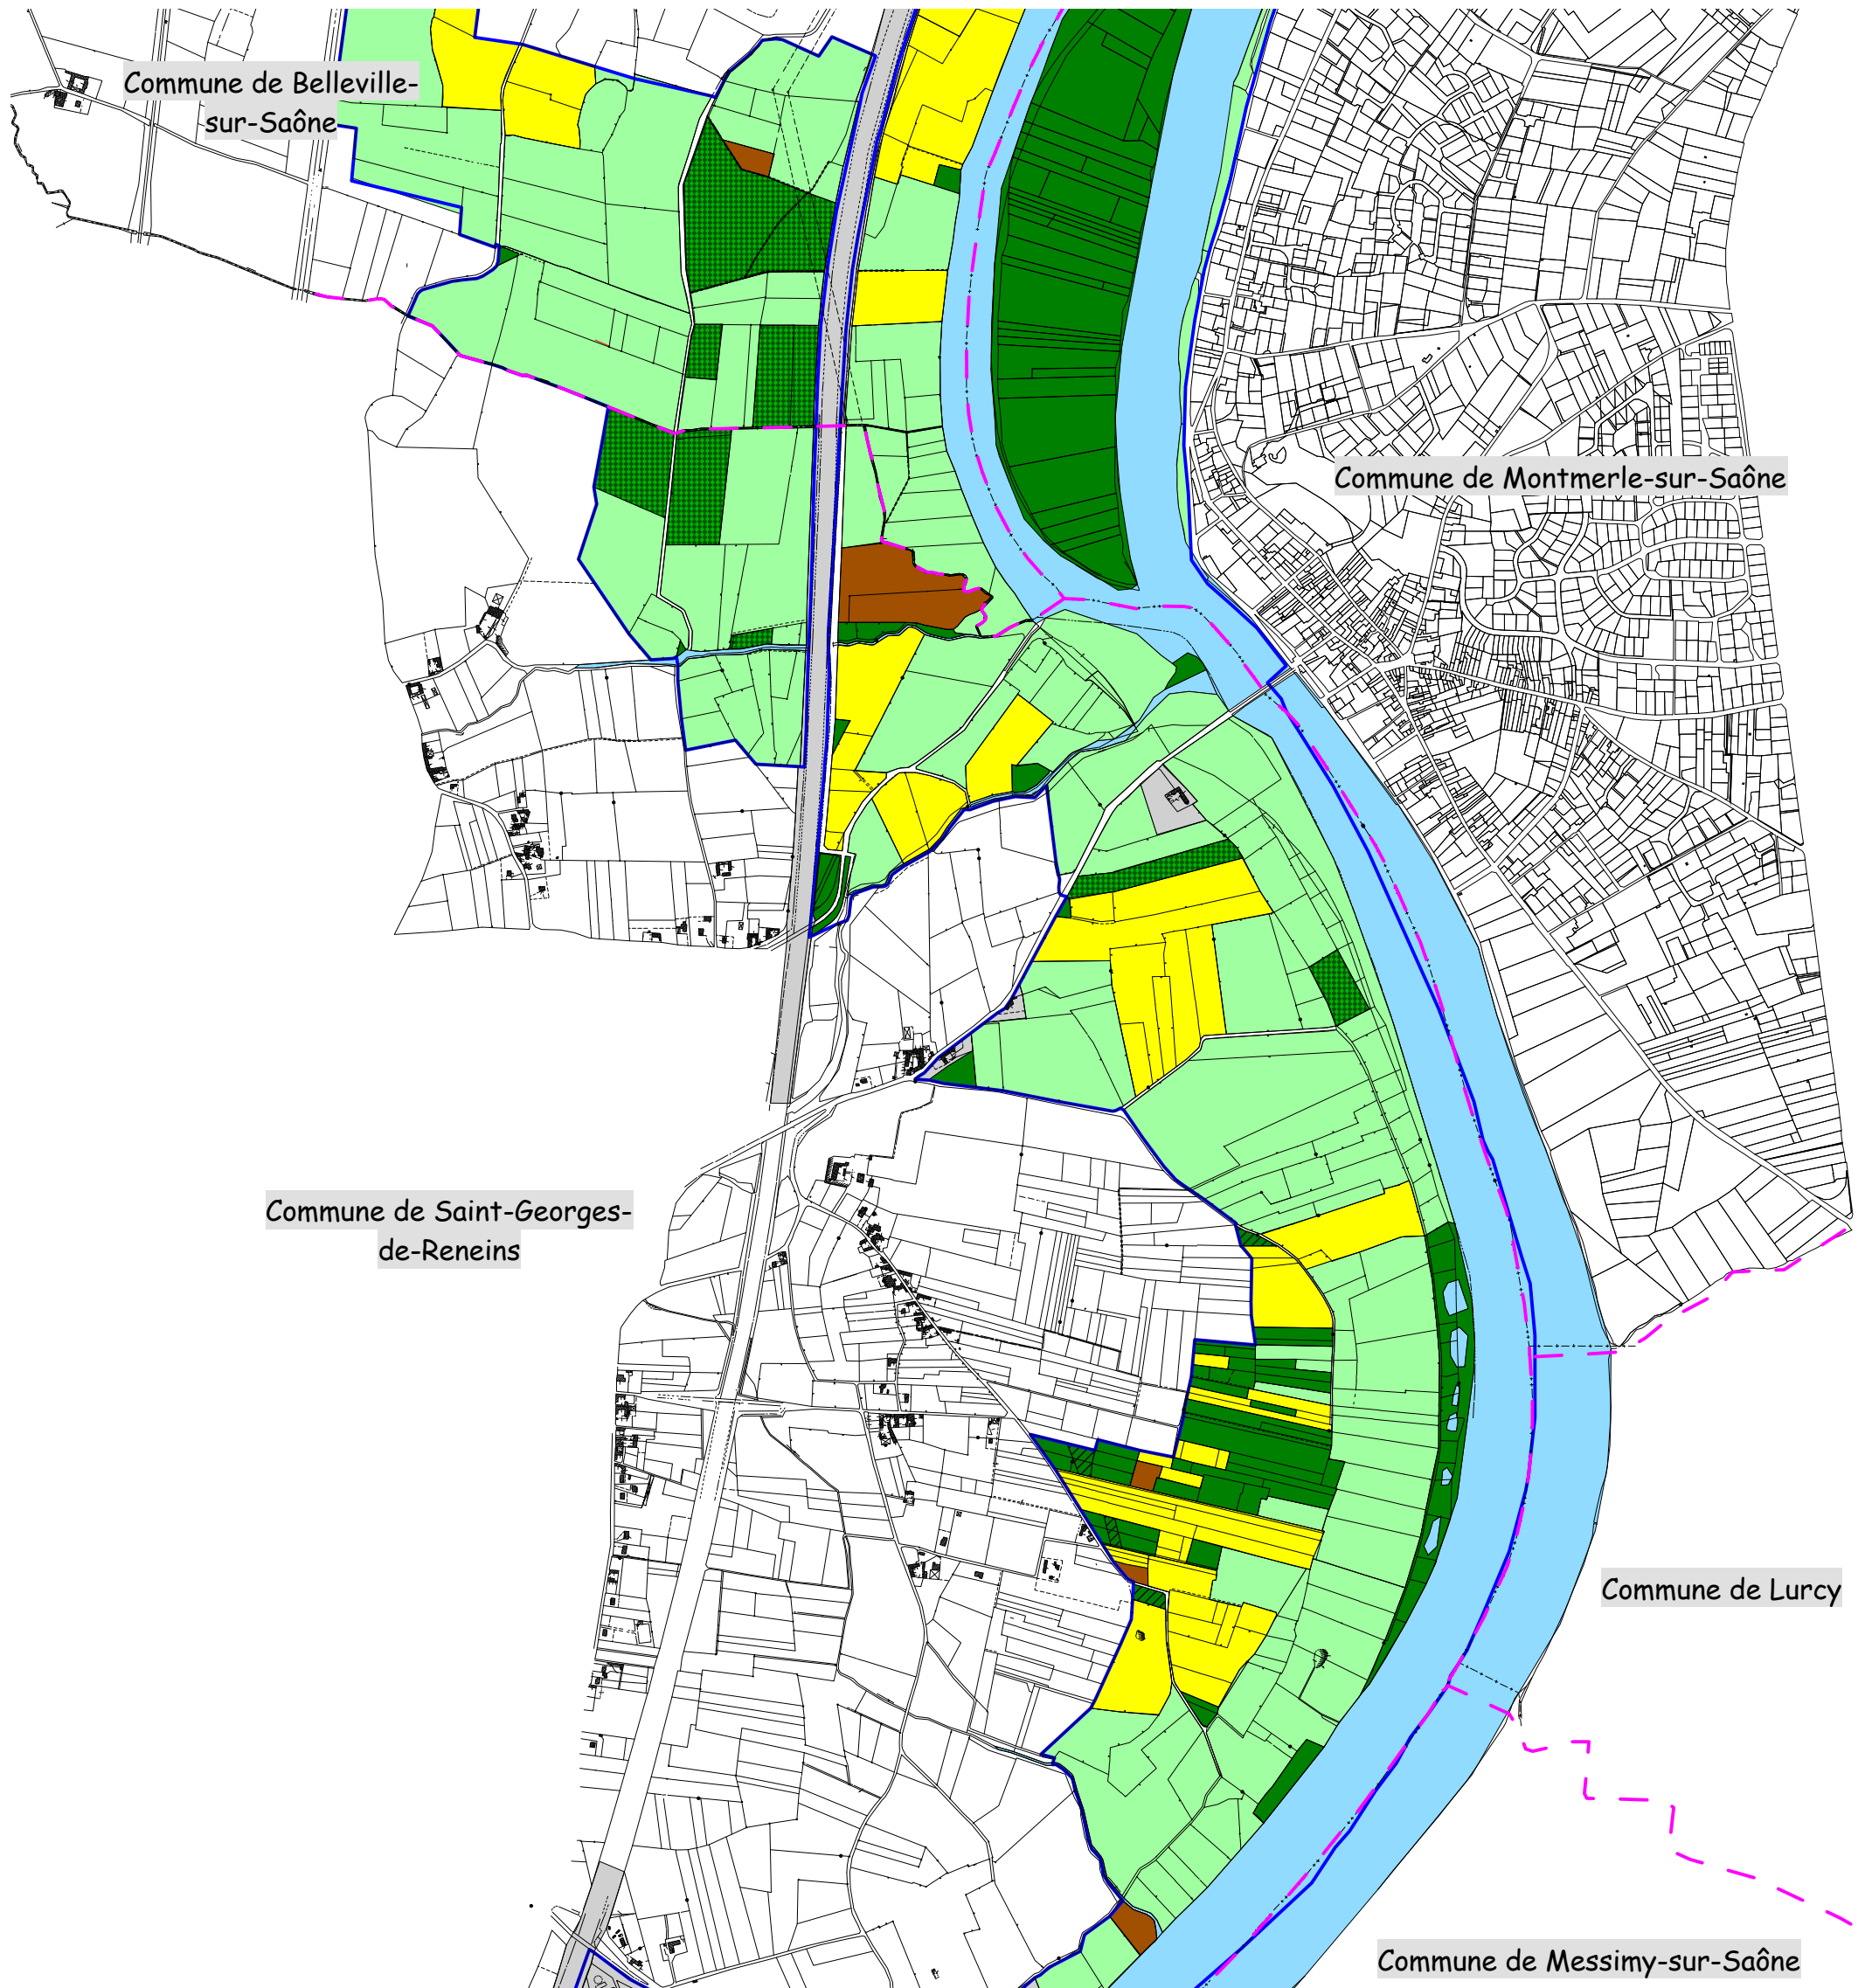 Commune de Belleville-
sur-Saône
Commune de Montmerle-sur-Saône
Commune de Saint-Georges-
de-Reneins
Commune de Lurcy
Commune de Messimy-sur-Saône